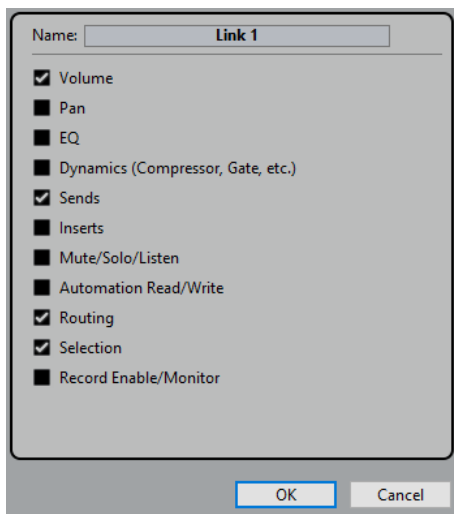 Name: Link 1
Volume
Pan
EQ
Dynamics (Compressor, Gate, etc.)
Sends
Inserts
Mute/Solo/Listen
Automation Read/Write
Routing
Selection
Record Enable/Monitor
OK Cancel